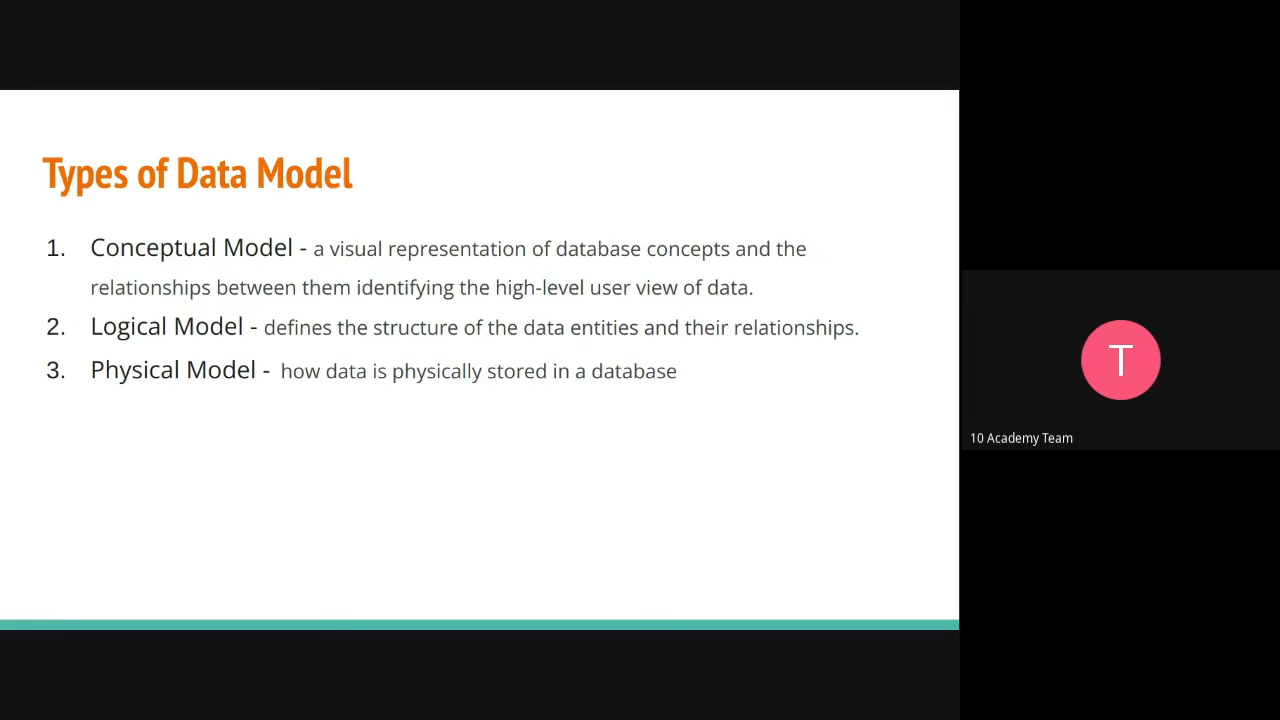 Types of Data Model
1. Conceptual Model - a visual representation of database concepts and the
relationships between them identifying the high-level user view of data.
2. Logical Model - defines the structure of the data entities and their relationships.
3. Physical Model - how data is physically stored in a database
T
10 Academy Team